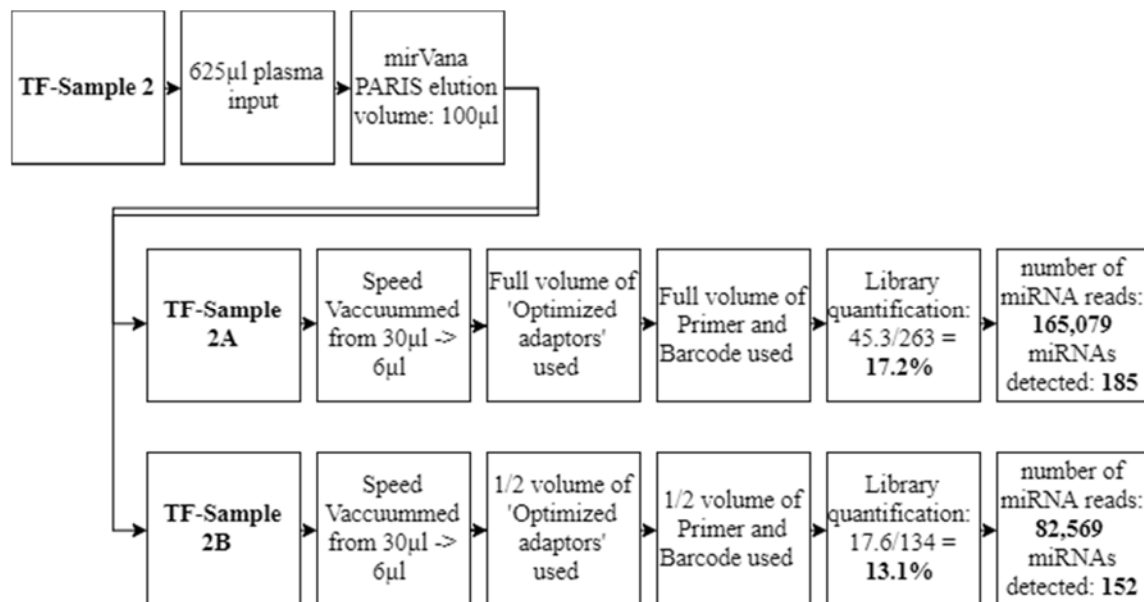 TF-Sample 2
625µl plasma
input
mirVana
PARIS elution
volume: 100µl
TF-Sample
2A
Speed
Vaccuummed
from 30µl ->
6µl
Full volume of
'Optimized
adaptors'
used
Full volume of
Primer and
Barcode used
Library
quantification:
45.3/263 =
17.2%
number of
miRNA reads:
165,079
miRNAs
detected: 185
TF-Sample
2B
Speed
Vaccuummed
from 30µl ->
6µl
1/2 volume of
'Optimized
adaptors'
used
1/2 volume of
Primer and
Barcode used
Library
quantification:
17.6/134 =
13.1%
number of
miRNA reads:
82,569
miRNAs
detected: 152